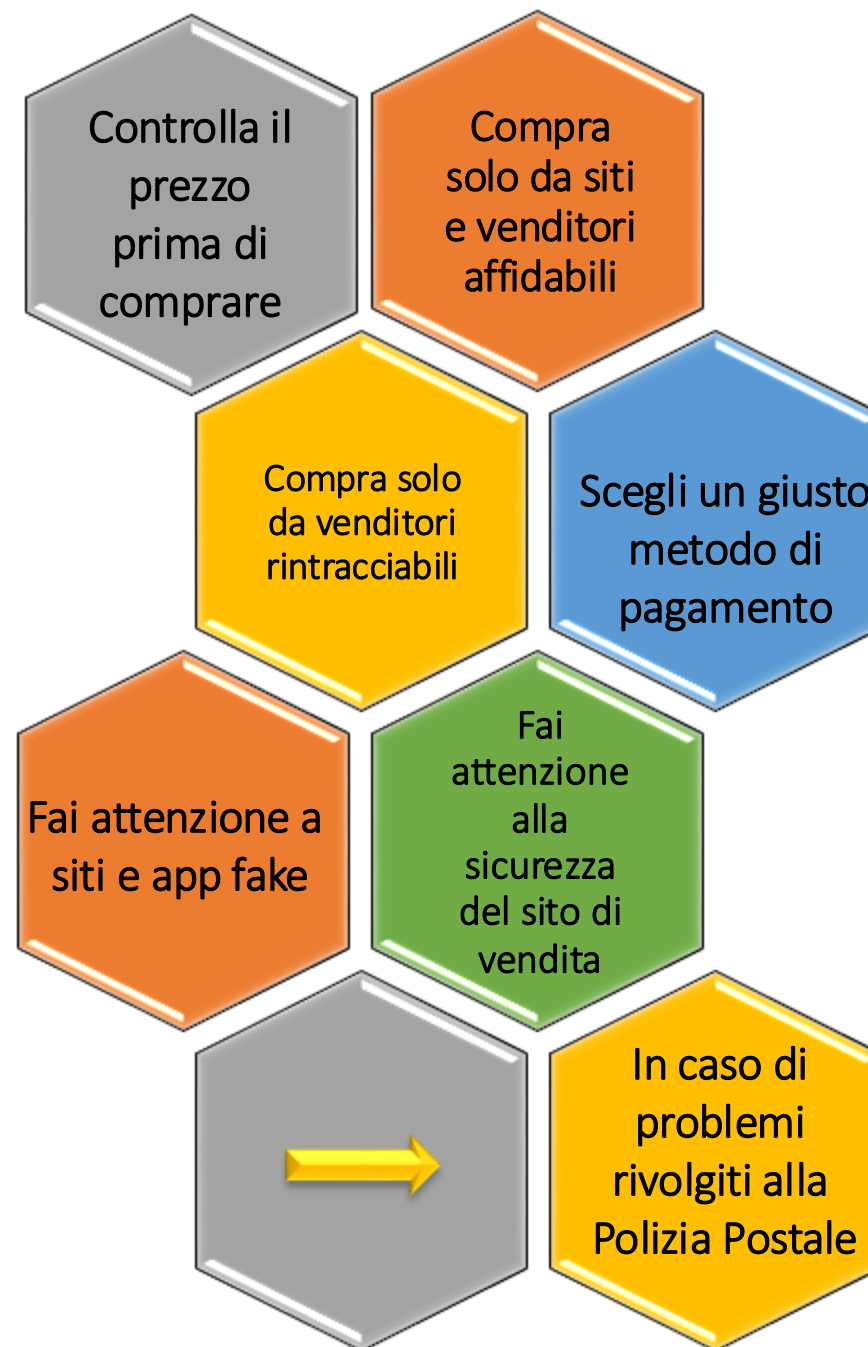 Controlla il
prezzo
prima di
comprare
Compra
solo da siti
e venditori
affidabili
Compra solo
da venditori
rintracciabili
Scegli un giusto
metodo di
pagamento
Fai attenzione a
siti e app fake
Fai
attenzione
alla
sicurezza
del sito di
vendita
In caso di
problemi
rivolgiti alla
Polizia Postale